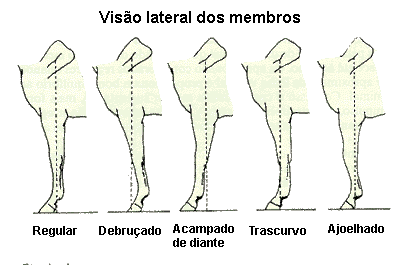 Visão lateral dos membros
Regular Debruçado Acampado de diante Trascurvo Ajoelhado